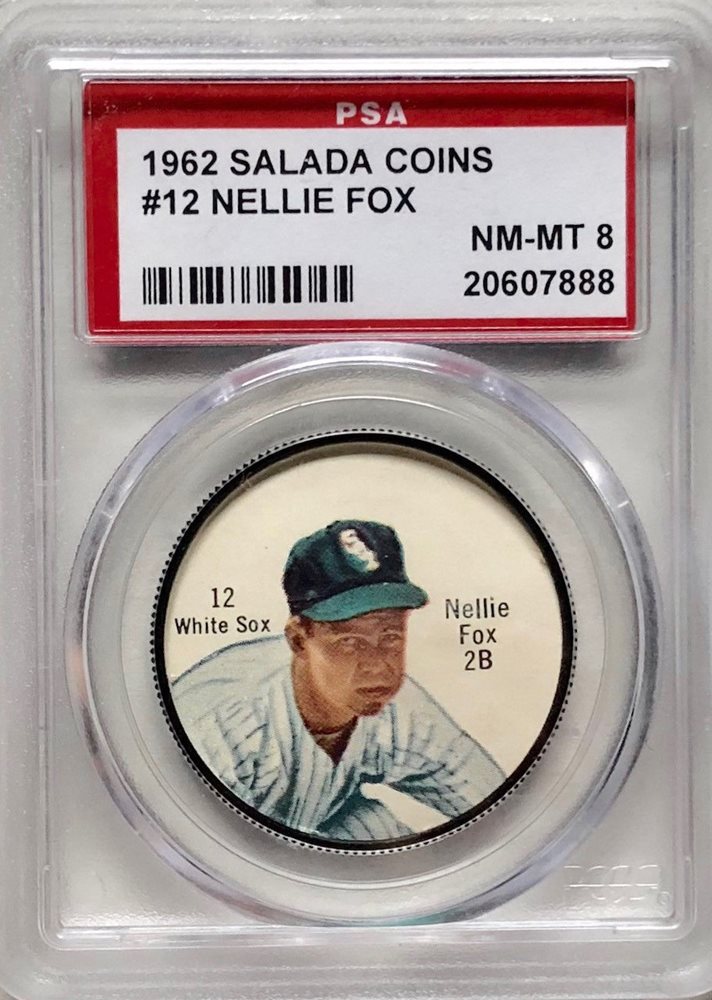 PSA
1962 SALADA COINS
#12 NELLIE FOX
NM-MT 8
20607888
12
White Sox
Nellie
Fox
2B